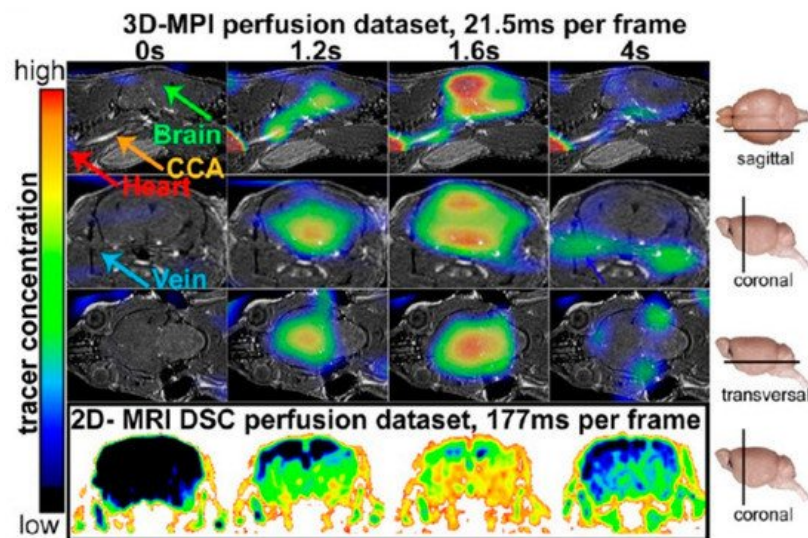 3D-MPI perfusion dataset, 21.5ms per frame
high
0s 1.2s 1.6s 4s
Brain
CCA
Heart
sagittal
Vein
coronal
tracer concentration
transversal
2D- MRI DSC perfusion dataset, 177ms per frame
low
coronal